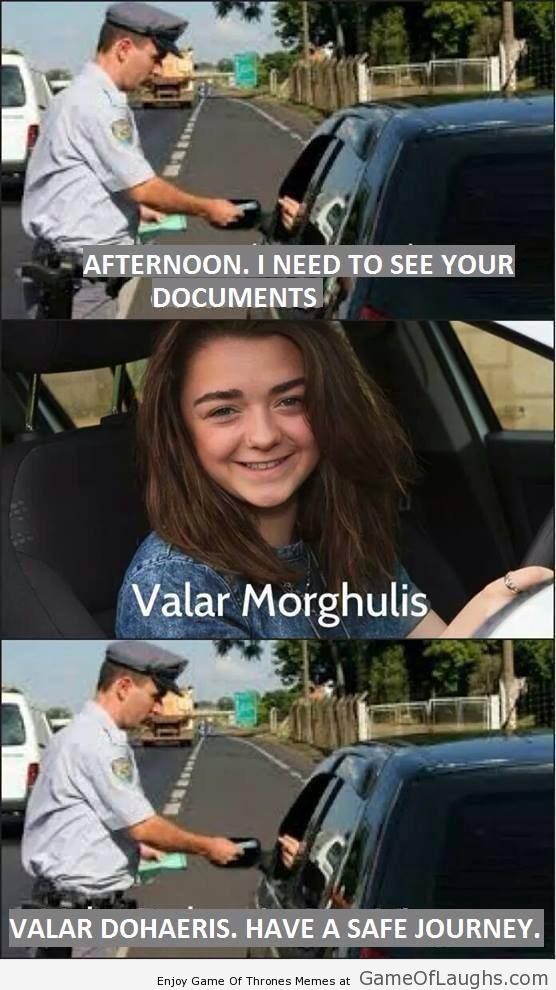 AFTERNOON. I NEED TO SEE YOUR
DOCUMENTS
Valar Morghulis
VALAR DOHAERIS. HAVE A SAFE JOURNEY.
Enjoy Game Of Thrones Memes at GameOfLaughs.com